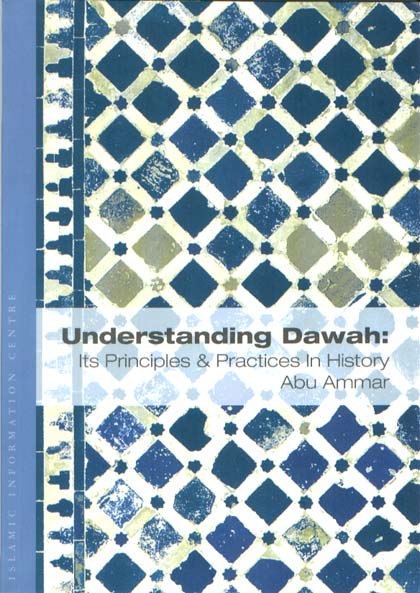 Understanding Dawah:
Its Principles & Practices In History
Abu Ammar
ISLAMIC INFORMATION CENTRE